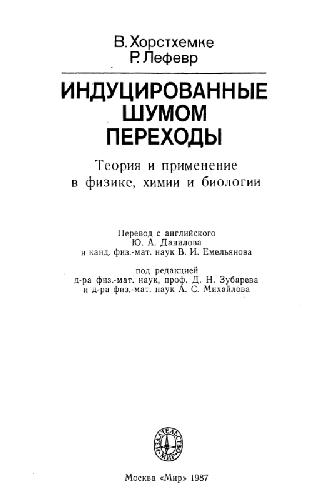 В. Хорстхемке
Р. Лефевр
ИНДУЦИРОВАННЫЕ
ШУМОМ
ПЕРЕХОДЫ
Теория и применение
в физике, химии и биологии
Перевод с английского
Ю. А. Данилова
и канд. физ.-мат. наук В. И. Емельянова
под редакцией
д-ра физ.-мат. наук, проф. Д. Н. Зубарева
и д-ра физ.-мат. наук А. С. Михайлова
Москва «Мир» 1987